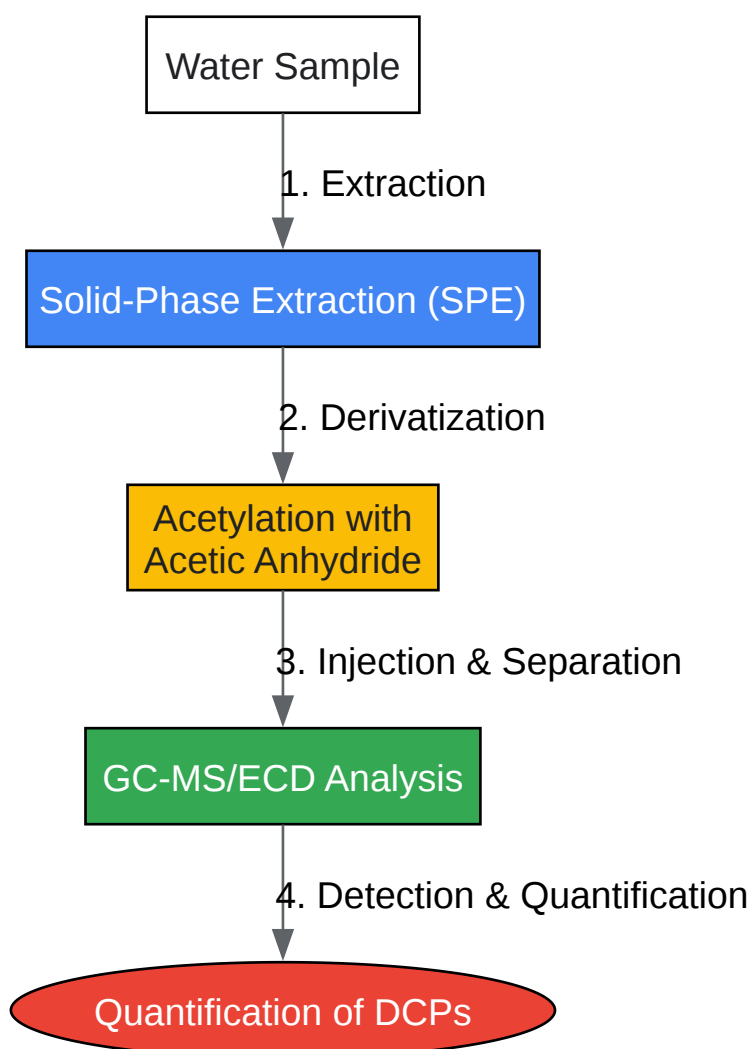 Water Sample
1. Extraction
Solid-Phase Extraction (SPE)
2. Derivatization
Acetylation with
Acetic Anhydride
3. Injection & Separation
GC-MS/ECD Analysis
4. Detection & Quantification
Quantification of DCPs